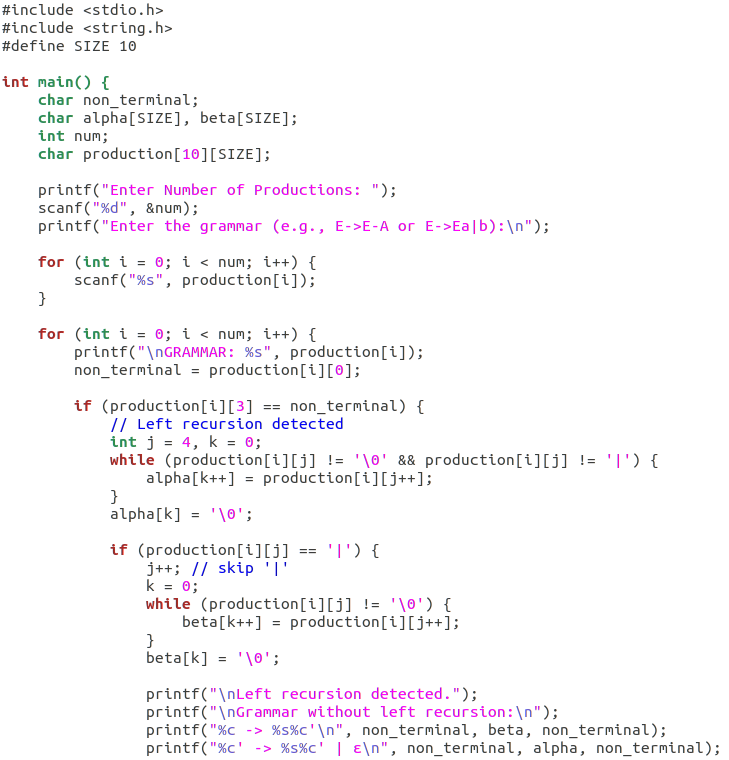 #include <stdio.h>
#include <string.h>
#define SIZE 10

int main() {
    char non_terminal;
    char alpha[SIZE], beta[SIZE];
    int num;
    char production[10][SIZE];

    printf("Enter Number of Productions: ");
    scanf("%d", &num);
    printf("Enter the grammar (e.g., E->E-A or E->Ea|b):\n");

    for (int i = 0; i < num; i++) {
        scanf("%s", production[i]);
    }

    for (int i = 0; i < num; i++) {
        printf("\nGRAMMAR: %s", production[i]);
        non_terminal = production[i][0];

        if (production[i][3] == non_terminal) {
            // Left recursion detected
            int j = 4, k = 0;
            while (production[i][j] != '\0' && production[i][j] != '|') {
                alpha[k++] = production[i][j++];
            }
            alpha[k] = '\0';

            if (production[i][j] == '|') {
                j++; // skip '|'
                k = 0;
                while (production[i][j] != '\0') {
                    beta[k++] = production[i][j++];
                }
                beta[k] = '\0';

                printf("\nLeft recursion detected.");
                printf("\nGrammar without left recursion:\n");
                printf("%c -> %s%c'\n", non_terminal, beta, non_terminal);
                printf("%c' -> %s%c' | ε\n", non_terminal, alpha, non_terminal);